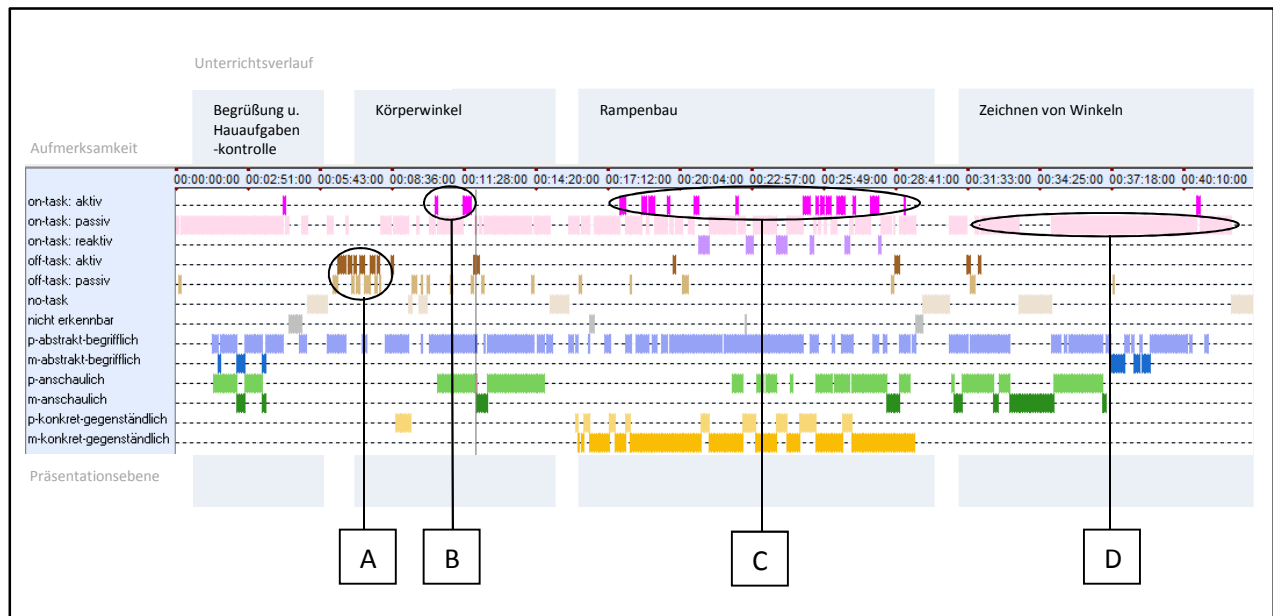 Unterrichtsverlauf
Begrüßung u.
Hauaufgaben
-kontrolle
Körperwinkel
Rampenbau
Zeichnen von Winkeln
Aufmerksamkeit
00:00:00:00 00:02:51:00 00:05:43:00 00:08:36:00 00:11:28:00 00:14:20:00 00:17:12:00 00:20:04:00 00:22:57:00 00:25:49:00 00:28:41:00 00:31:33:00 00:34:25:00 00:37:18:00 00:40:10:00
on-task: aktiv
on-task: passiv
on-task: reaktiv
off-task: aktiv
off-task: passiv
no-task
nicht erkennbar
p-abstrakt-begrifflich
m-abstrakt-begrifflich
p-anschaulich
m-anschaulich
p-konkret-gegenständlich
m-konkret-gegenständlich
Präsentationsebene
A
B
C
D